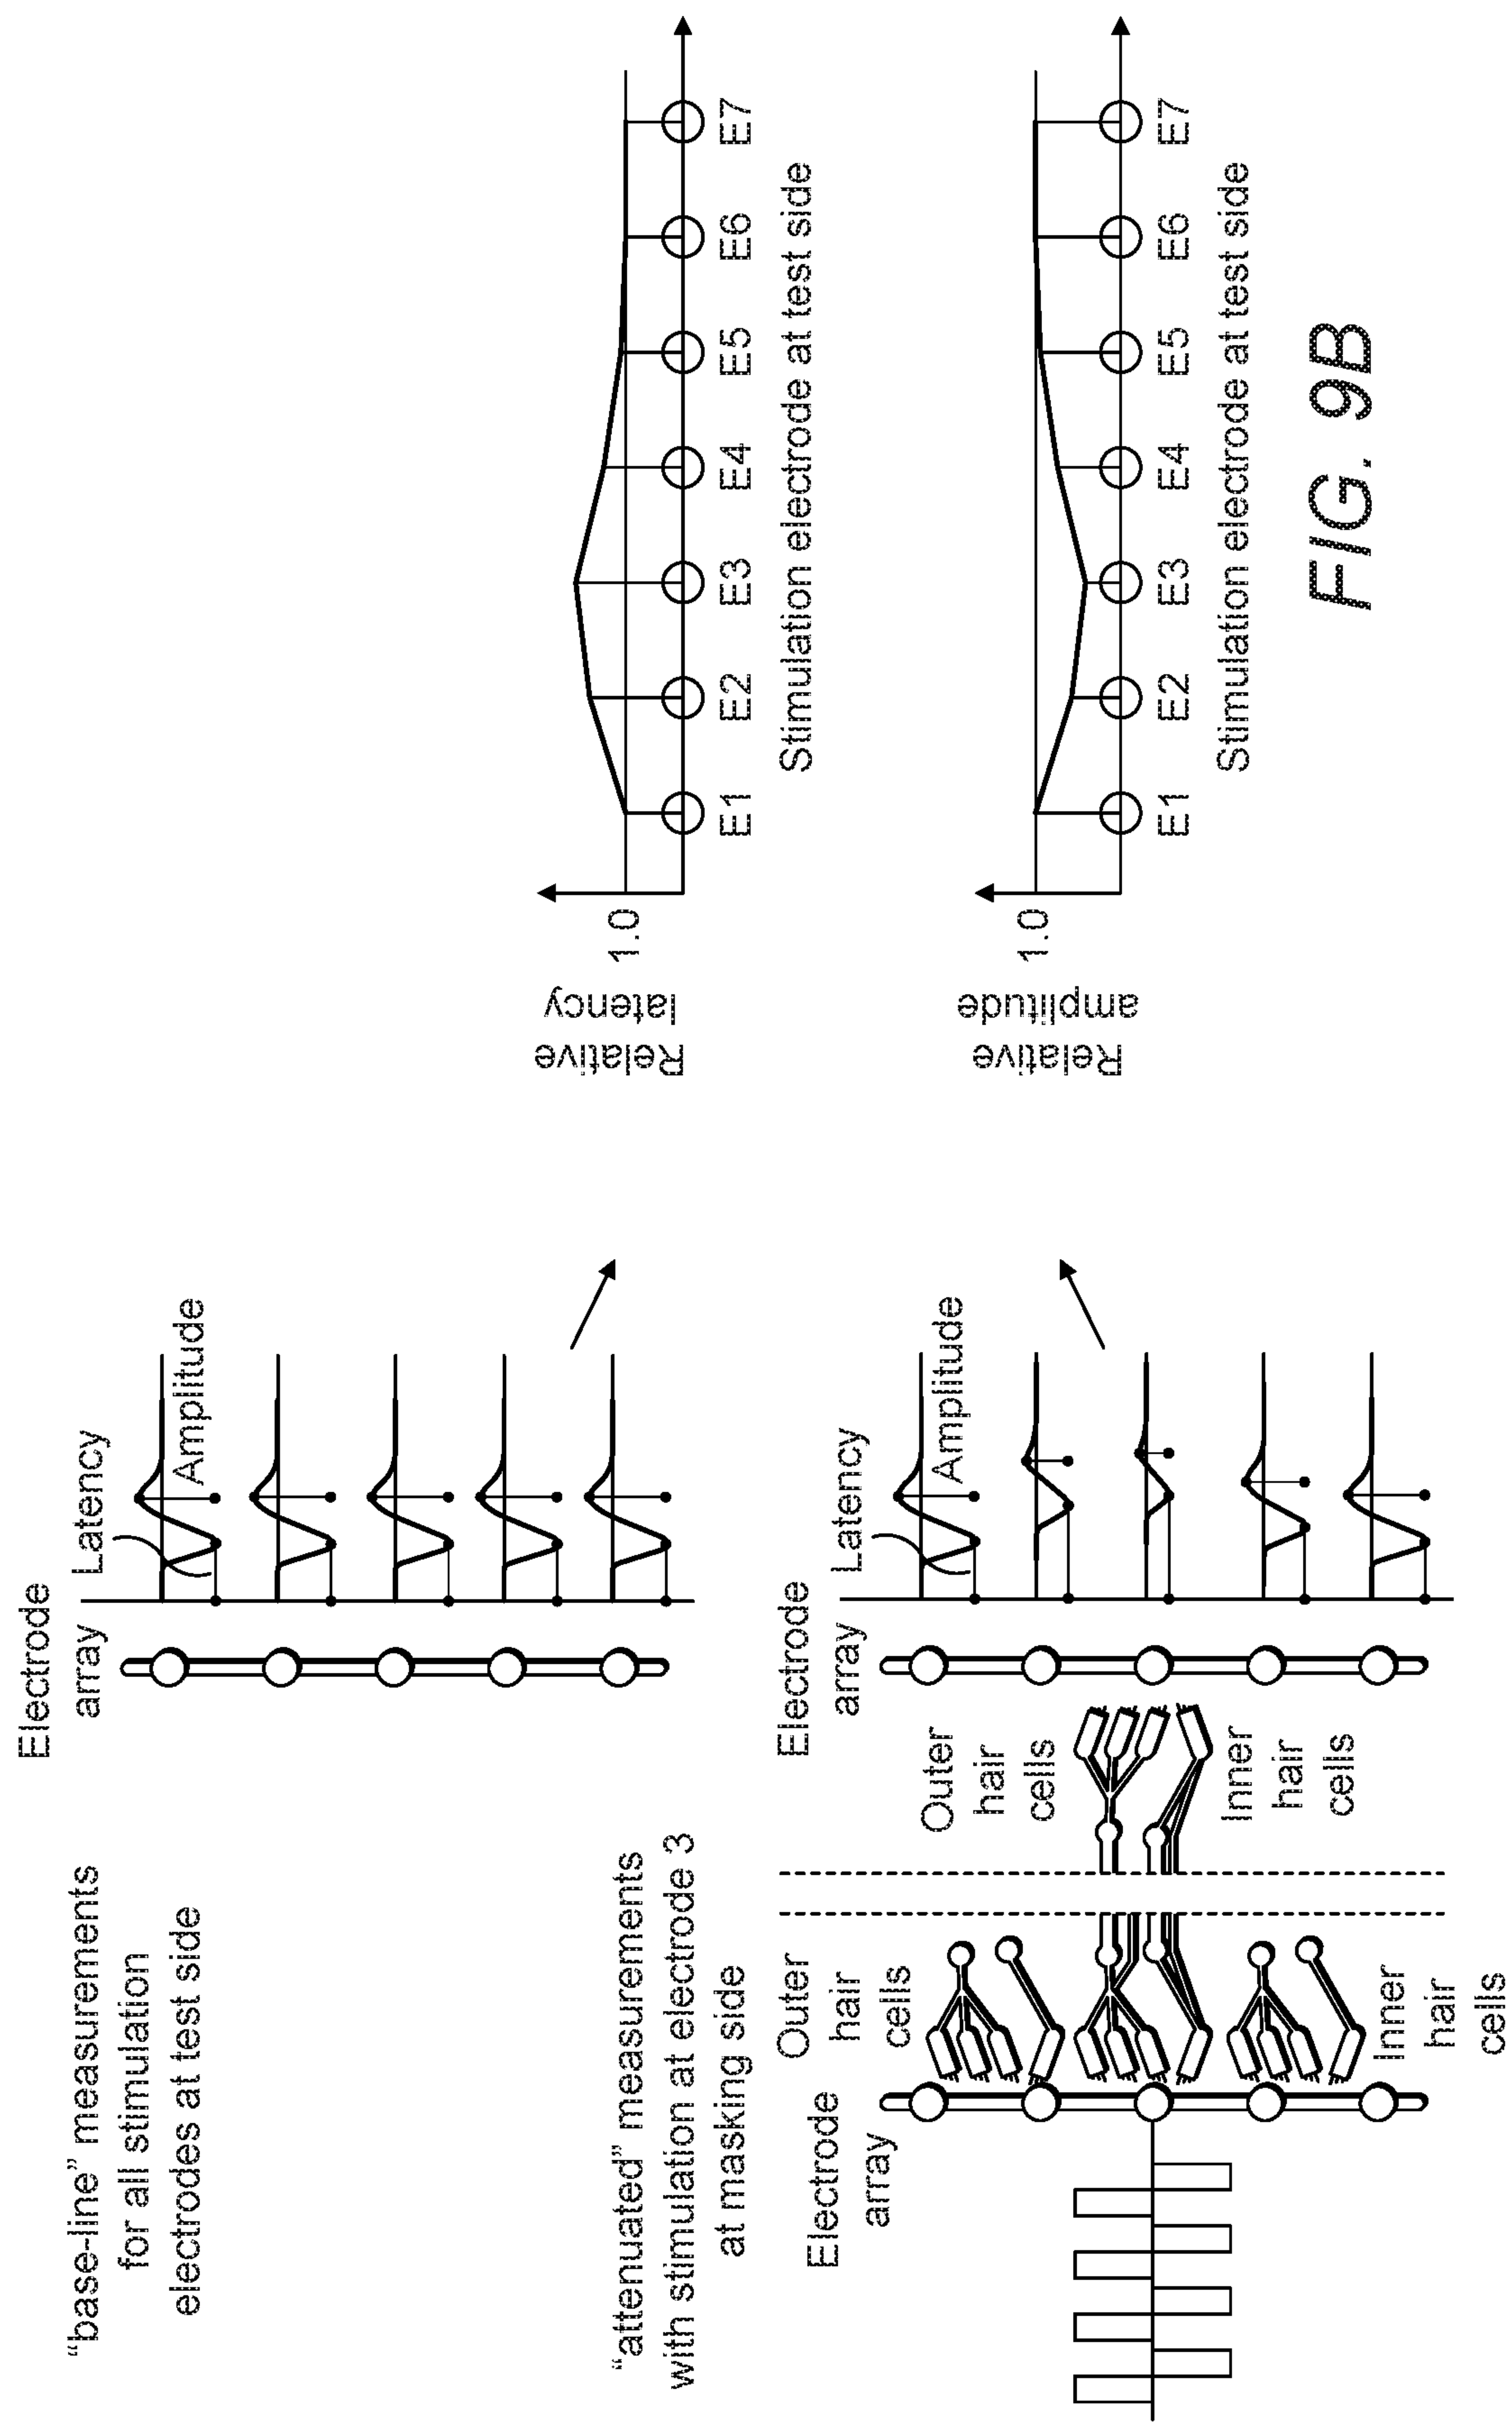 "base-line" measurements
for all stimulation
electrodes at test side
Electrode
array
Latency
Amplitude
"attenuated" measurements
with stimulation at electrode 3
at masking side
Electrode
array
Outer
hair
cells
Inner
hair
cells
Outer
hair
cells
Inner
hair
cells
Electrode
array
Latency
Amplitude
Relative
latency
1.0
E1 E2 E3 E4 E5 E6 E7
Stimulation electrode at test side
Relative
amplitude
1.0
E1 E2 E3 E4 E5 E6 E7
Stimulation electrode at test side
FIG. 9B